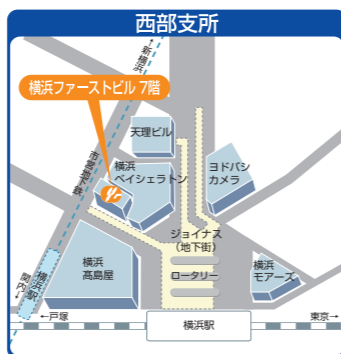 西部支所
←新横浜
横浜ファーストビル 7階
天理ビル
市営地下鉄
横浜
ベイシェラトン
ヨドバシ
カメラ
ジョイナス
(地下街)
横浜
髙島屋
ロータリー
横浜
モアーズ
横浜駅
関内→
←戸塚
東京→
横浜駅